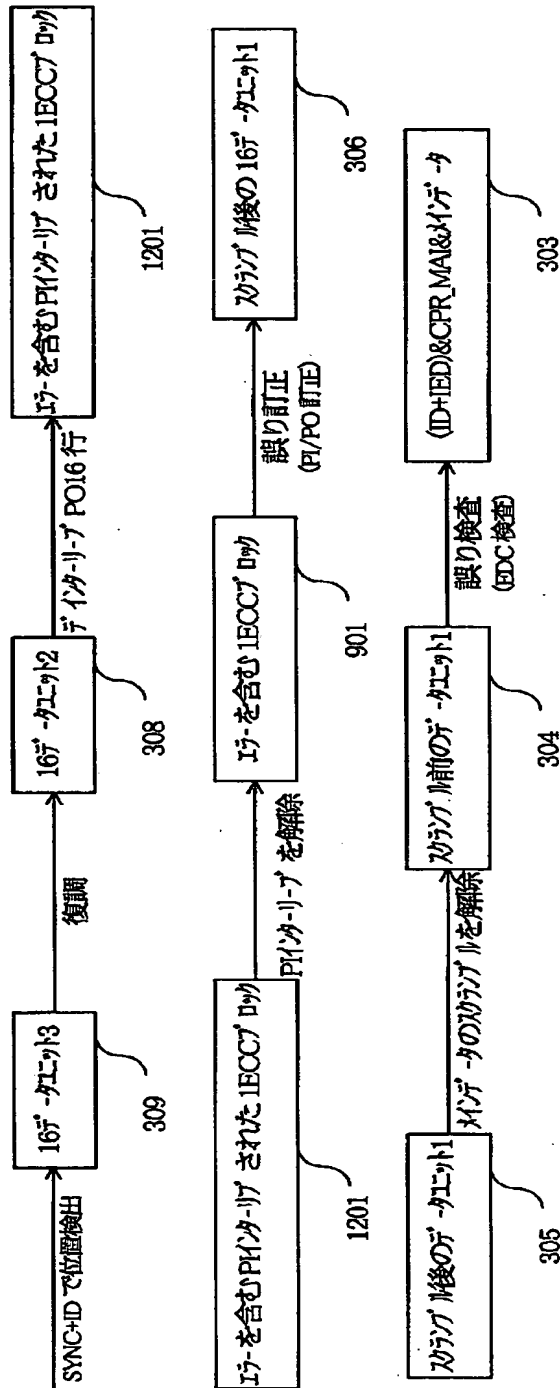 SYNC+IDで位置検出
16データユニット3
309
復調
16データユニット2
308
デインターリーブPO16行
エラーを含むPIインターリーブされた1ECCブロック
1201
エラーを含むPIインターリーブされた1ECCブロック
1201
PIインターリーブを解除
エラーを含む1ECCブロック
901
誤り訂正
(PI/PO訂正)
スクランブル後の16データユニット1
306
スクランブル後のデータユニット1
305
メインデータのスクランブルを解除
スクランブル前のデータユニット1
304
誤り検査
(EDC検査)
(ID+IED)&CPR_MAI&メインデータ
303